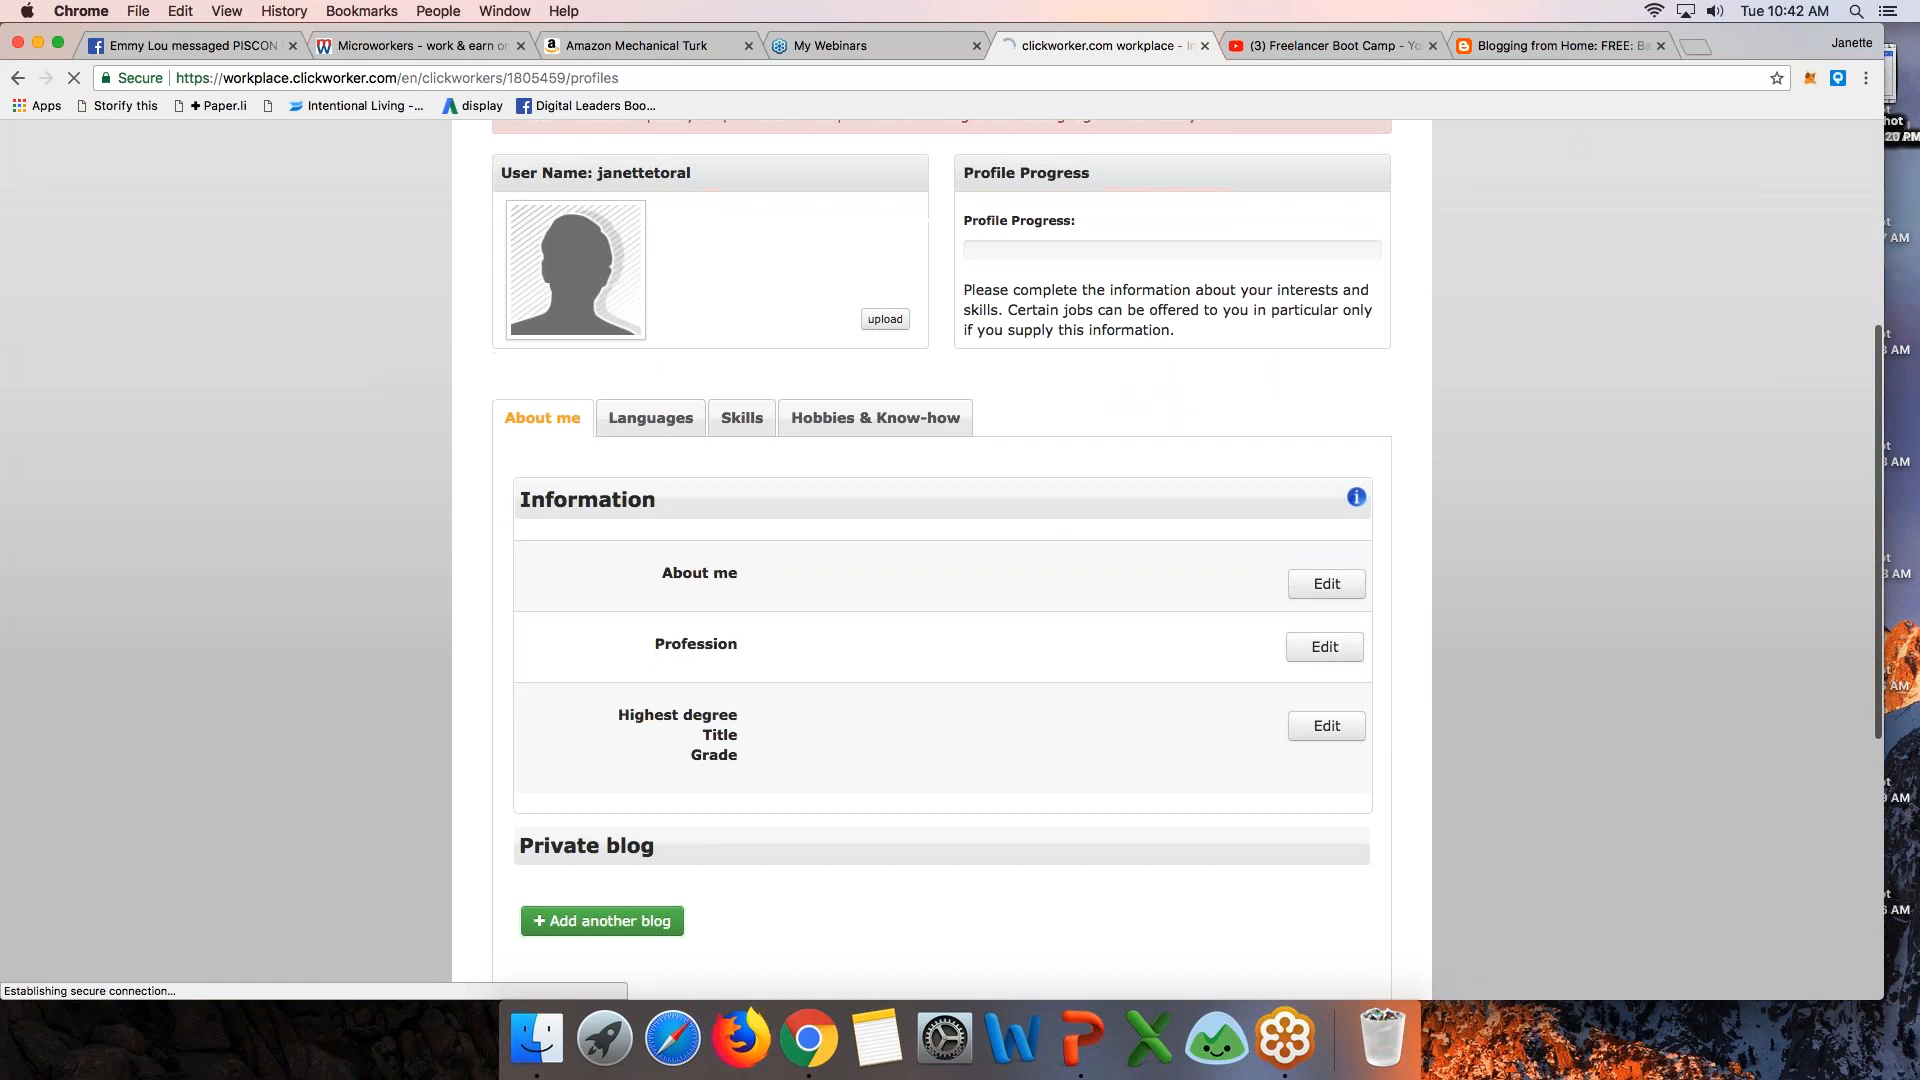 Chrome File Edit View History Bookmarks People Window Help Tue 10:42 AM
Emmy Lou messaged PISCON Microworkers - work & earn or Amazon Mechanical Turk My Webinars clickworker.com workplace - In (3) Freelancer Boot Camp - Yo Blogging from Home: FREE: Ba Janette
Secure https://workplace.clickworker.com/en/clickworkers/1805459/profiles
Apps Storify this + Paper.li Intentional Living -... display Digital Leaders Boo...
User Name: janettetoral
upload
Profile Progress
Profile Progress:
Please complete the information about your interests and
skills. Certain jobs can be offered to you in particular only
if you supply this information.
About me Languages Skills Hobbies & Know-how
Information
About me Edit
Profession Edit
Highest degree
Title Edit
Grade
Private blog
+ Add another blog
Establishing secure connection...